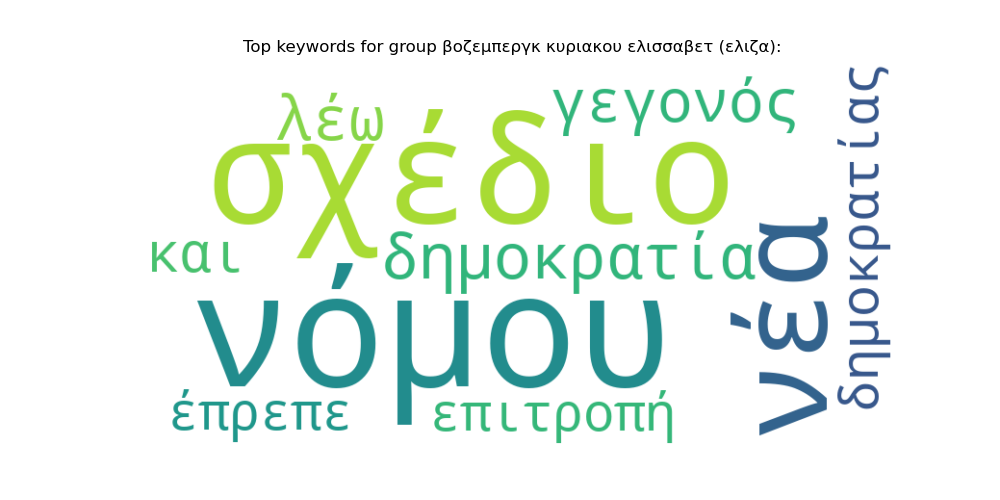 Top keywords for group βοζεμπεργκ κυριακου ελισσαβετ (ελιζα):
λέω
γεγονός
σχέδιο
και
δημοκρατία
νέα
δημοκρατίας
νόμου
έπρεπε
επιτροπή